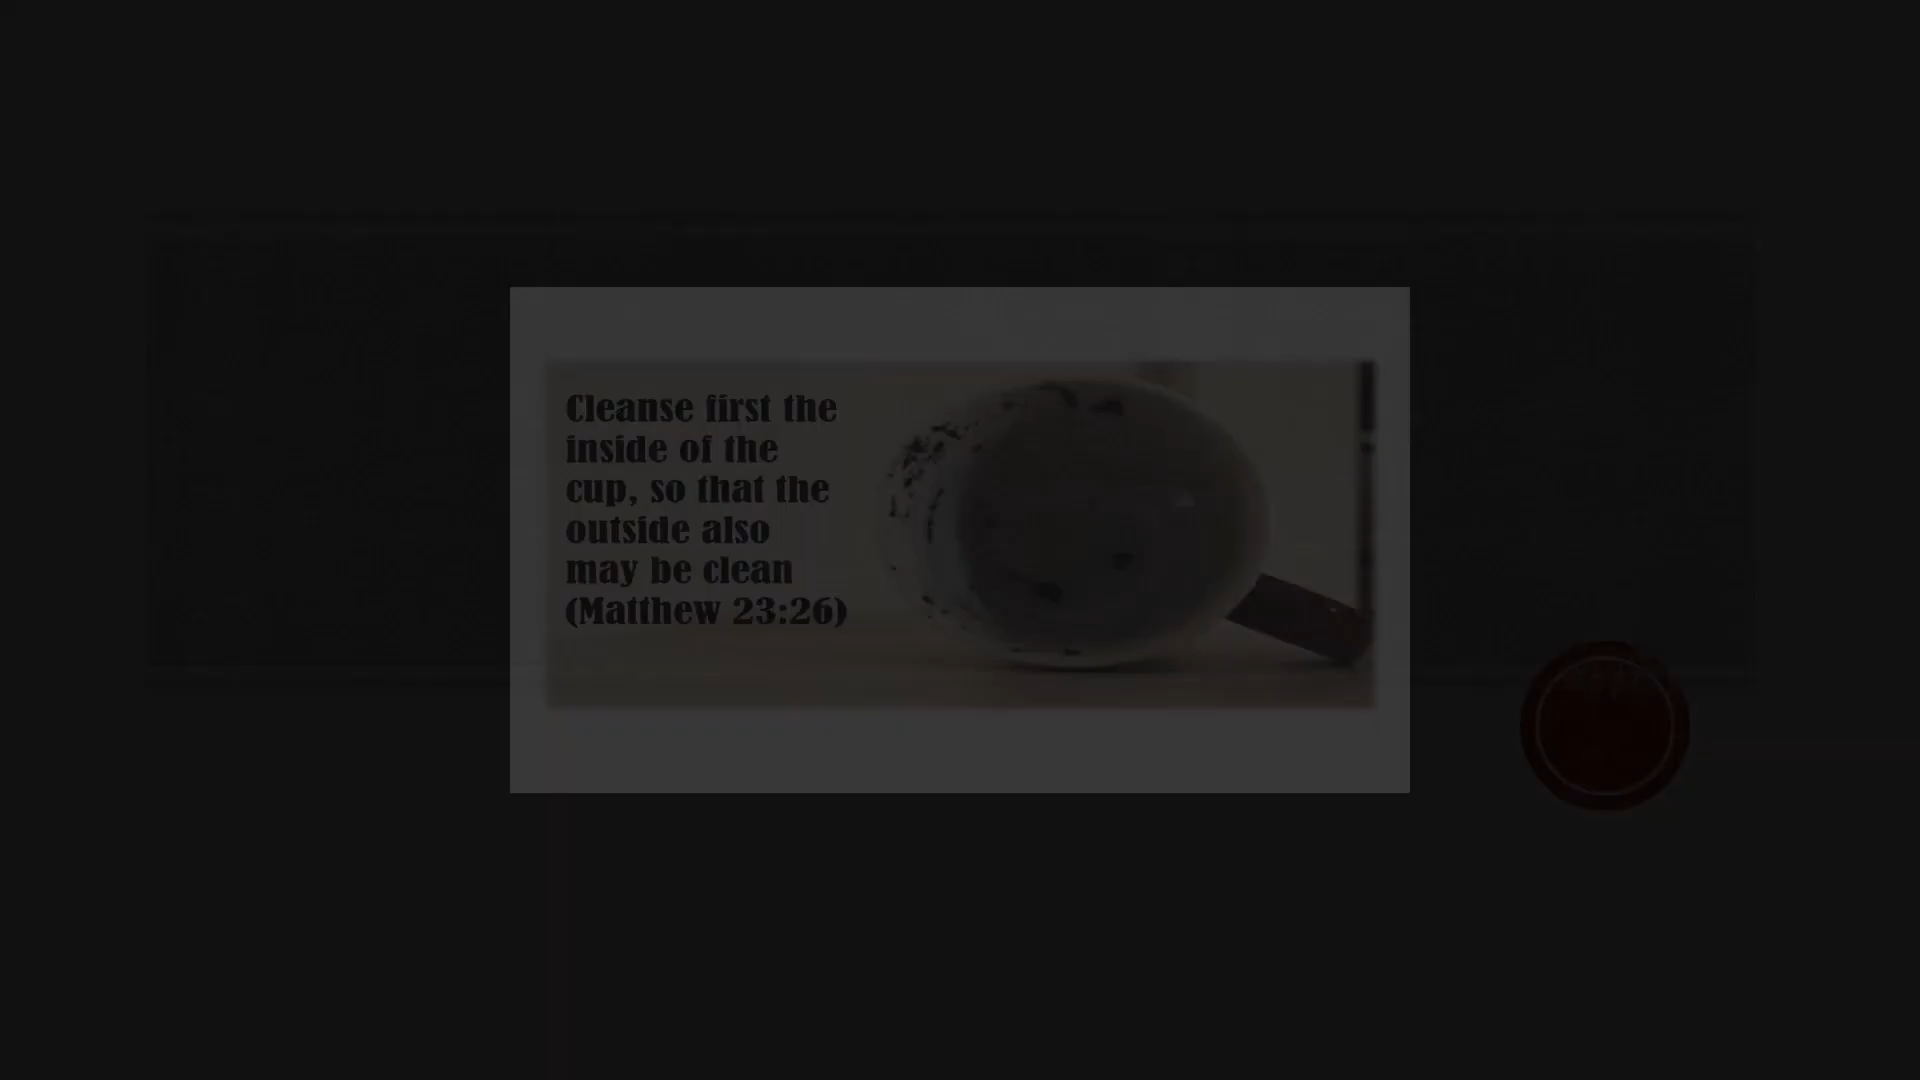 Cleanse first the
inside of the
cup, so that the
outside also
may be clean
(Matthew 23:26)